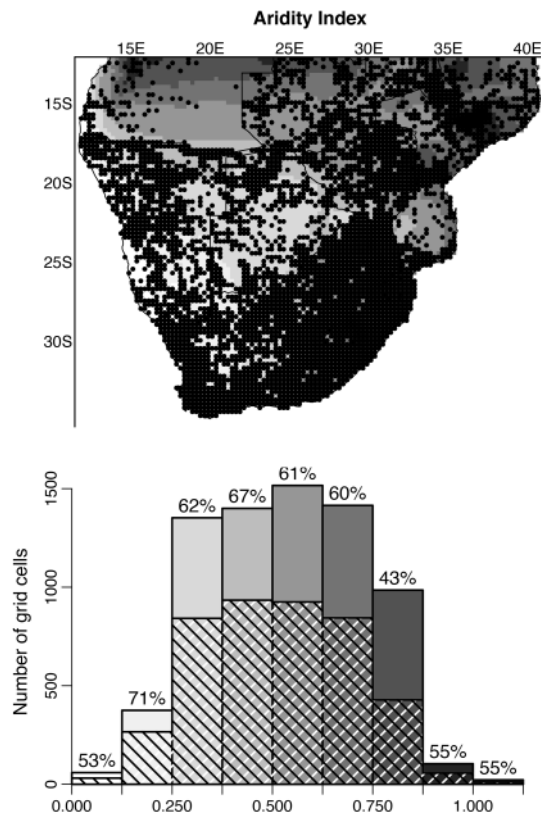 Aridity Index
15E 20E 25E 30E 35E 40E
15S
20S
25S
30S
Number of grid cells
1500
1000
500
0
53%
71%
62%
67%
61%
60%
43%
55%
55%
0.000 0.250 0.500 0.750 1.000